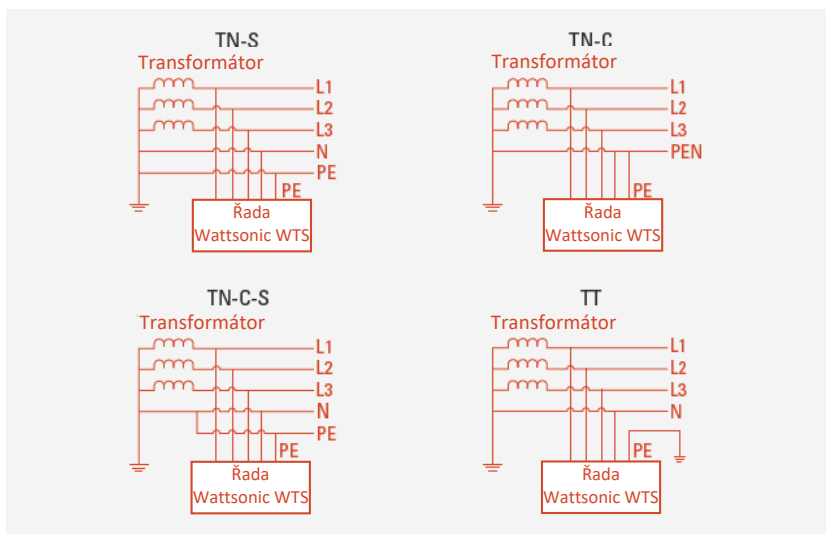 TN-S
Transformátor
L1
L2
L3
N
PE
PE
Řada
Wattsonic WTS
TN-C
Transformátor
L1
L2
L3
PEN
PE
Řada
Wattsonic WTS
TN-C-S
Transformátor
L1
L2
L3
N
PE
PE
Řada
Wattsonic WTS
TT
Transformátor
L1
L2
L3
N
PE
Řada
Wattsonic WTS